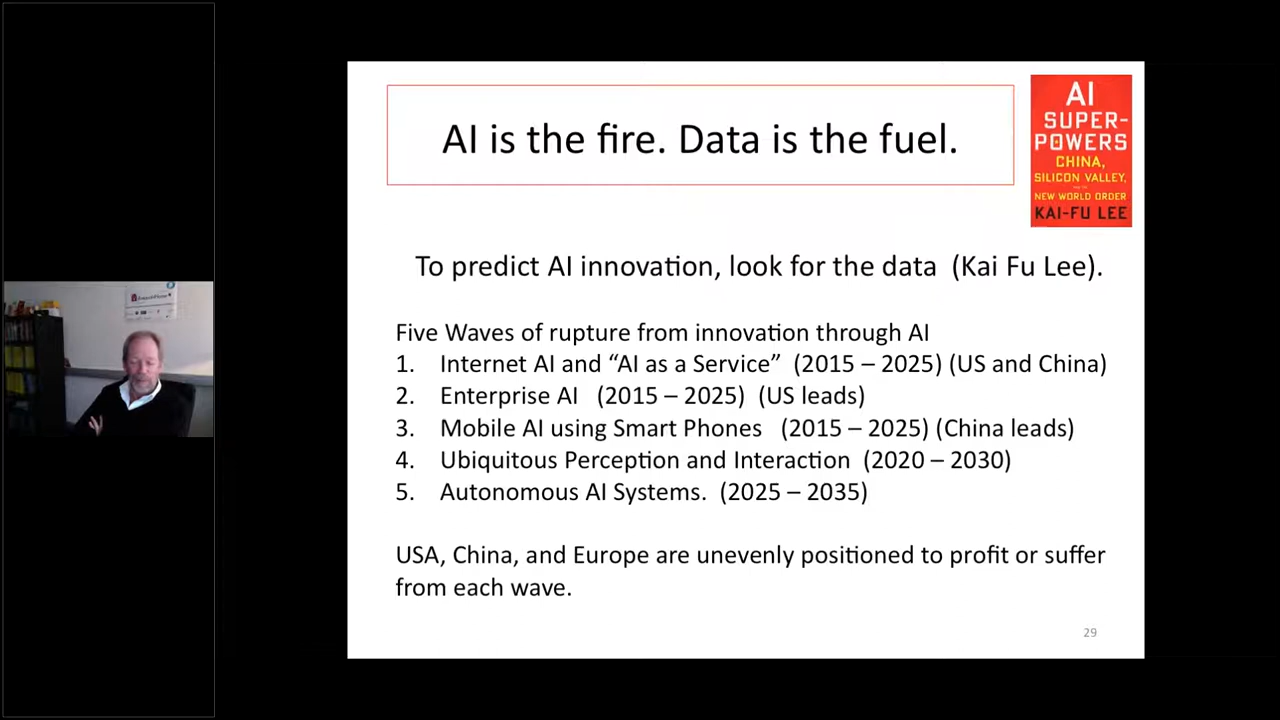 AI is the fire. Data is the fuel.
AI
SUPER-
POWERS
CHINA,
SILICON VALLEY,
NEW WORLD ORDER
KAI-FU LEE
To predict AI innovation, look for the data (Kai Fu Lee).
Five Waves of rupture from innovation through AI
1. Internet AI and “AI as a Service” (2015 – 2025) (US and China)
2. Enterprise AI (2015 – 2025) (US leads)
3. Mobile AI using Smart Phones (2015 – 2025) (China leads)
4. Ubiquitous Perception and Interaction (2020 – 2030)
5. Autonomous AI Systems. (2025 – 2035)
USA, China, and Europe are unevenly positioned to profit or suffer
from each wave.
29